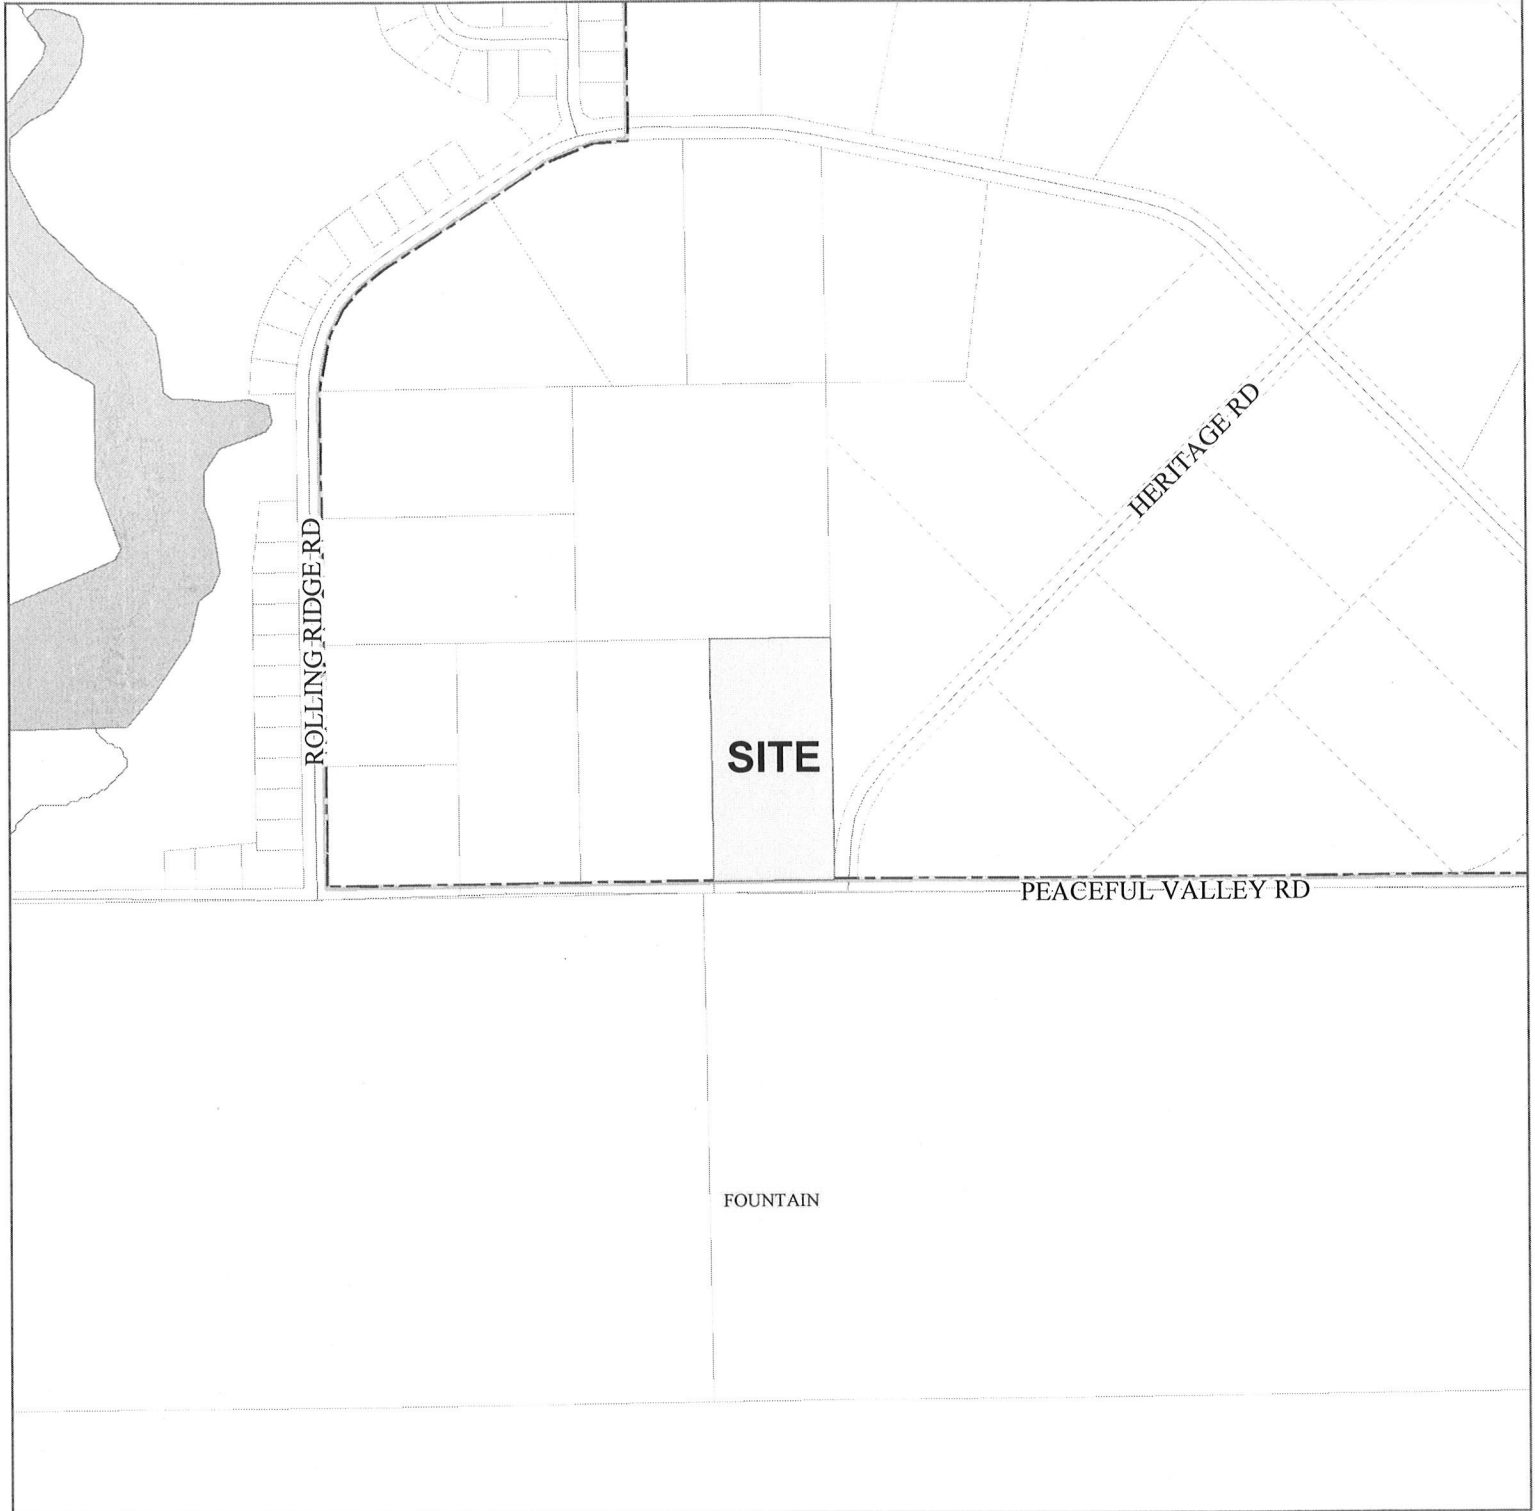 HERITAGE RD
ROLLING RIDGE RD
SITE
PEACEFUL VALLEY RD
FOUNTAIN